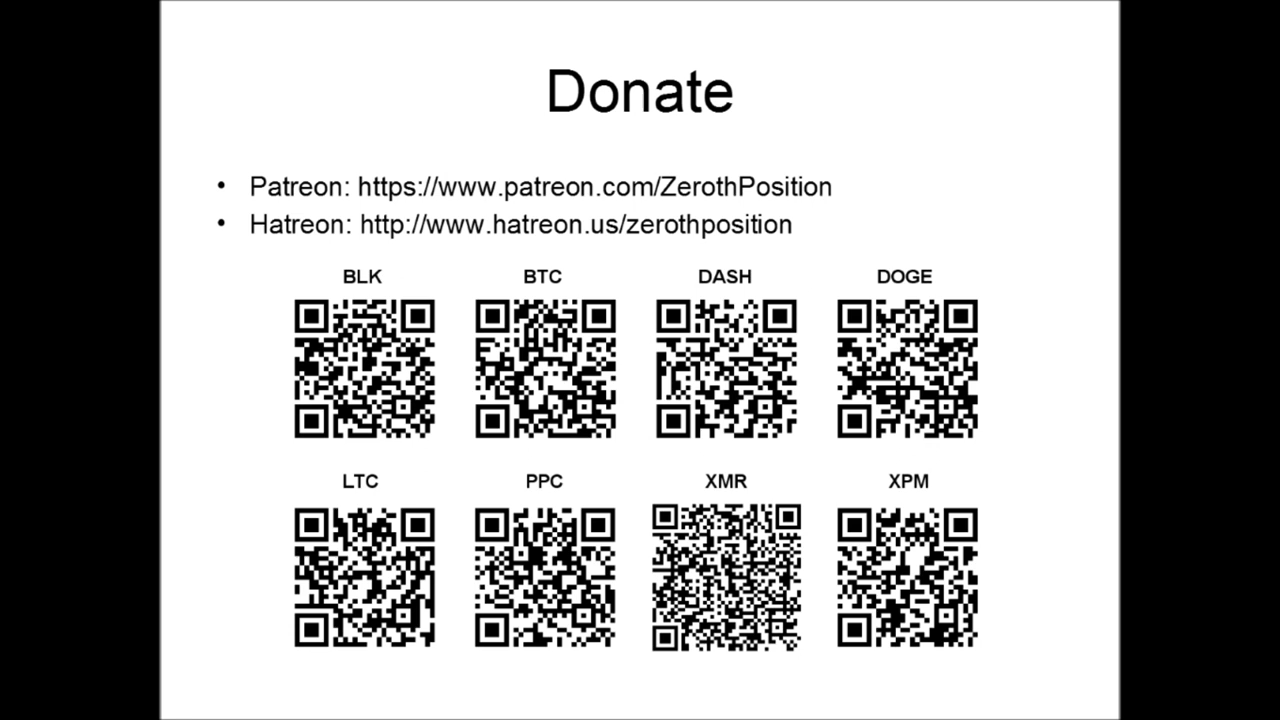 Donate
• Patreon: https://www.patreon.com/ZerothPosition
• Hatreon: http://www.hatreon.us/zerothposition
BLK BTC DASH DOGE
LTC PPC XMR XPM